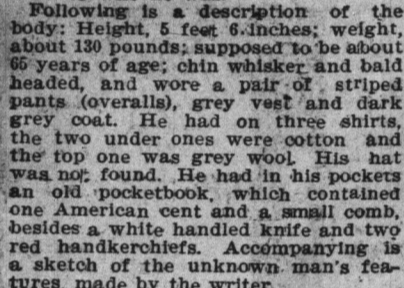 Following is a description of the
body: Height, 5 feet 6 inches; weight,
about 130 pounds; supposed to be about
65 years of age; chin whisker and bald
headed, and wore a pair of striped
pants (overalls), grey vest and dark
grey coat. He had on three shirts,
the two under ones were cotton and
the top one was grey wool. His hat
was not found. He had in his pockets
an old pocketbook, which contained
one American cent and a small comb,
besides a white handled knife and two
red handkerchiefs. Accompanying is
a sketch of the unknown man's fea-
tures made by the writer.